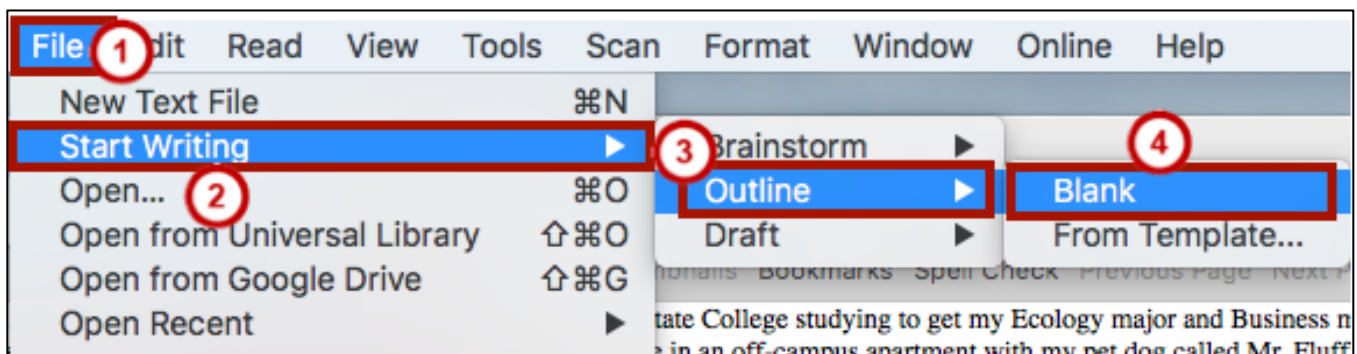 File 1 dit Read View Tools Scan Format Window Online Help
New Text File ⌘N
Start Writing ▶
3 Brainstorm ▶
4
Open... 2 ⌘O
Outline ▶
Blank
Open from Universal Library ⇧⌘O
Draft ▶
From Template...
Open from Google Drive ⇧⌘G
Bookmarks Spell Check Previous Page Next
Open Recent ▶
tate College studying to get my Ecology major and Business m
in an off-campus apartment with my pet dog called Mr. Fluff